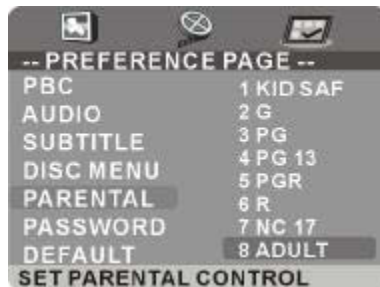 -- PREFERENCE PAGE --
PBC
AUDIO
SUBTITLE
DISC MENU
PARENTAL
PASSWORD
DEFAULT
1 KID SAF
2 G
3 PG
4 PG 13
5 PGR
6 R
7 NC 17
8 ADULT
SET PARENTAL CONTROL